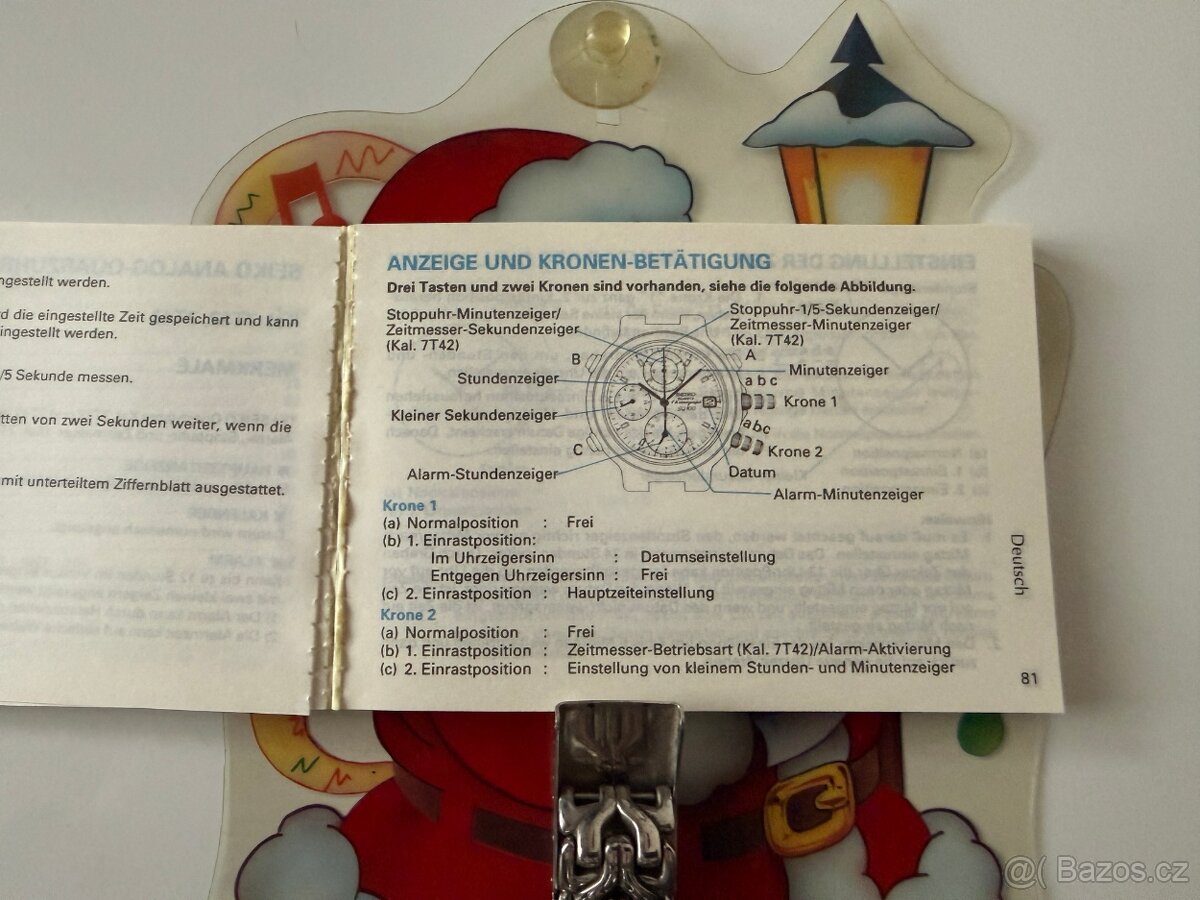 ngestellt werden.
d die eingestellte Zeit gespeichert und kann
ingestellt werden.
/5 Sekunde messen.
tten von zwei Sekunden weiter, wenn die
mit unterteiltem Ziffernblatt ausgestattet.
ANZEIGE UND KRONEN-BETÄTIGUNG
Drei Tasten und zwei Kronen sind vorhanden, siehe die folgende Abbildung.
Stoppuhr-Minutenzeiger/
Zeitmesser-Sekundenzeiger
(Kal. 7T42)
Stoppuhr-1/5-Sekundenzeiger/
Zeitmesser-Minutenzeiger
(Kal. 7T42)
B
A
Stundenzeiger
Minutenzeiger
a b c
Kleiner Sekundenzeiger
Krone 1
a b c
C
Krone 2
Alarm-Stundenzeiger
Datum
Alarm-Minutenzeiger
Krone 1
(a) Normalposition : Frei
(b) 1. Einrastposition:
Im Uhrzeigersinn : Datumseinstellung
Entgegen Uhrzeigersinn : Frei
(c) 2. Einrastposition : Hauptzeiteinstellung
Krone 2
(a) Normalposition : Frei
(b) 1. Einrastposition : Zeitmesser-Betriebsart (Kal. 7T42)/Alarm-Aktivierung
(c) 2. Einrastposition : Einstellung von kleinem Stunden- und Minutenzeiger
Deutsch
81
@( Bazos.cz